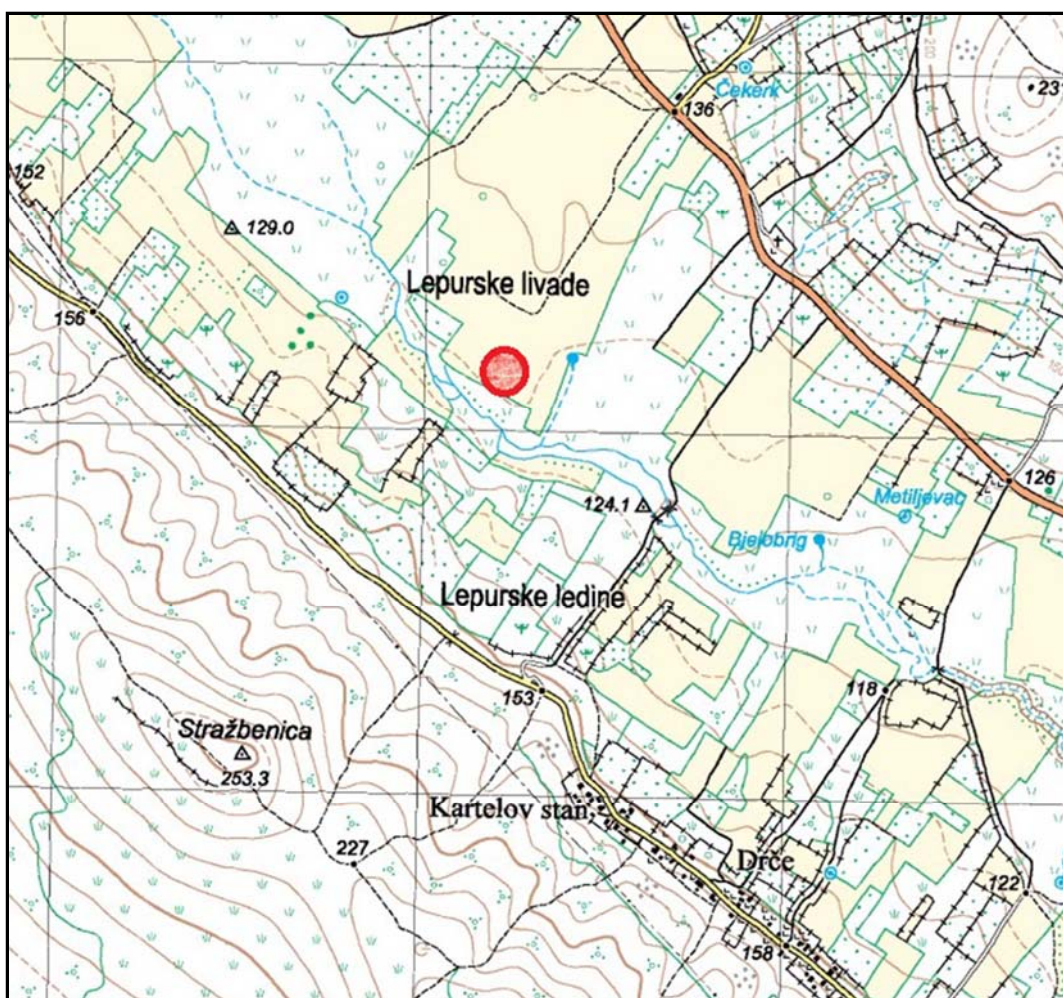 Čekerk
136
23
152
129.0
Lepurske livade
156
126
124.1
Metiljevac
Bjelobrig
Lepurske ledine
118
153
Stražbenica
253.3
Kartelov stan
227
Drče
122
158